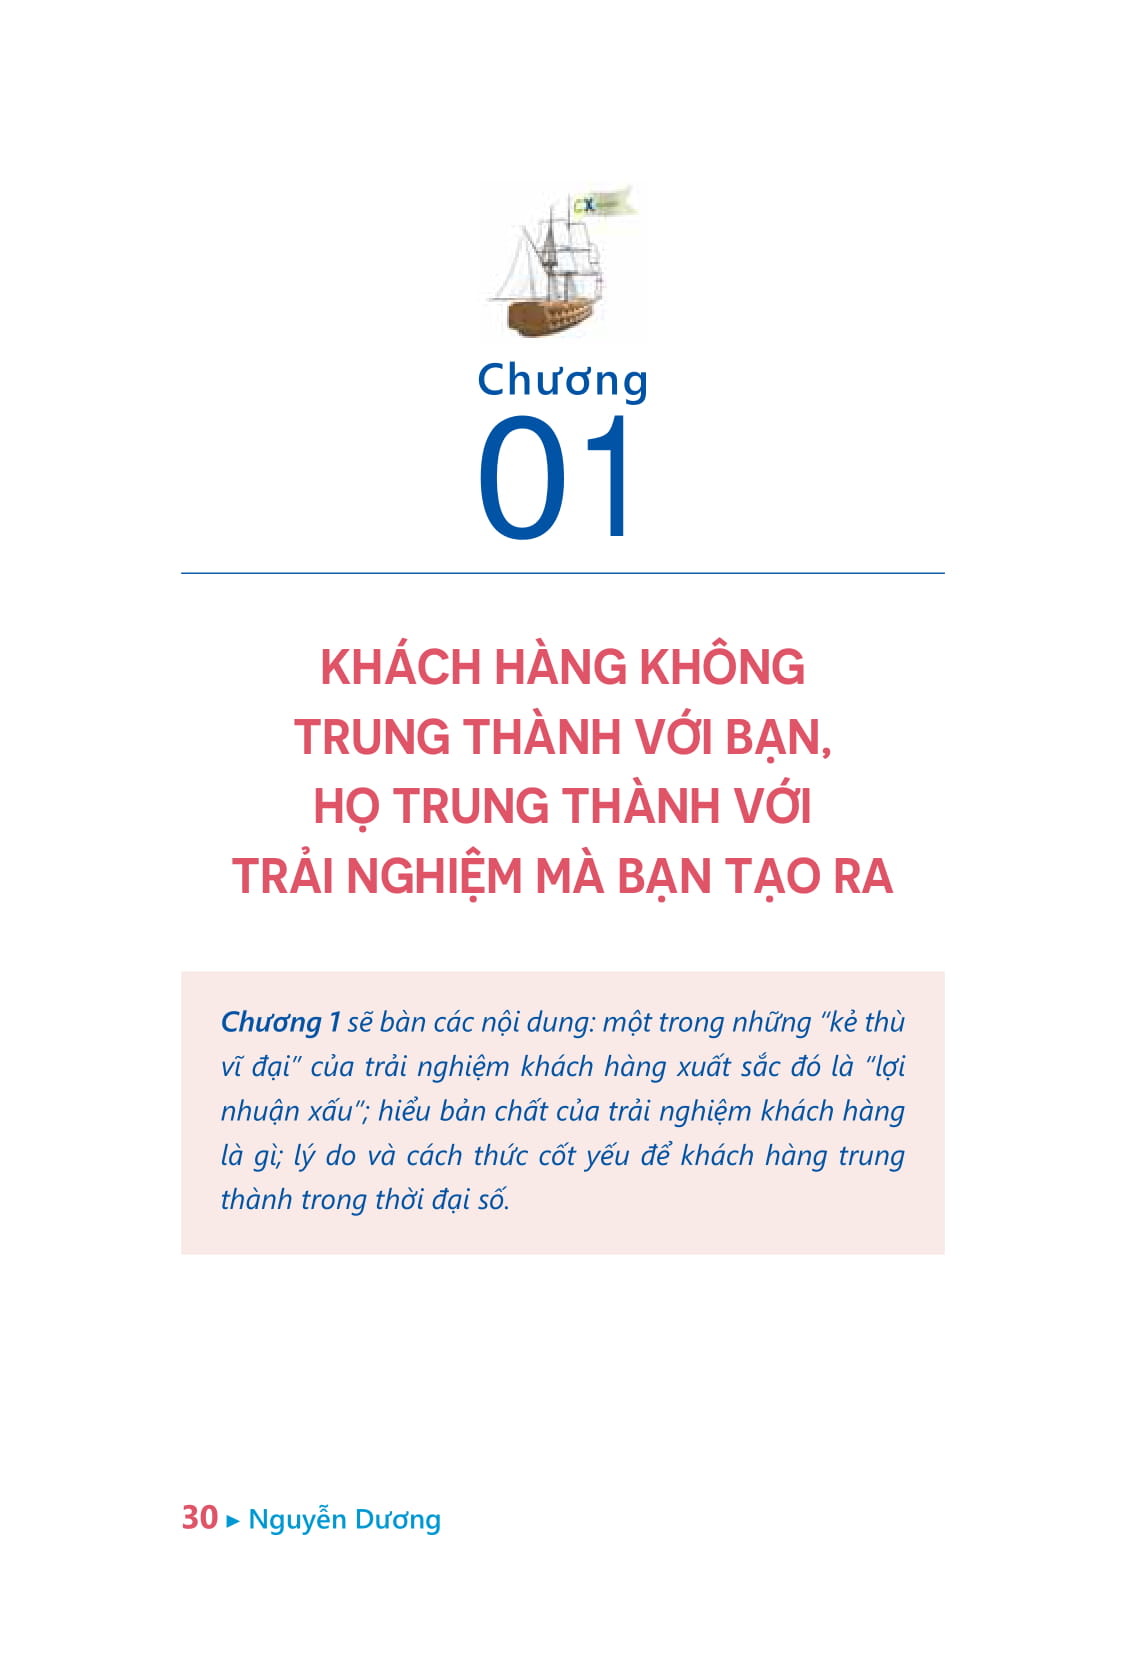 CX
Chương
01
KHÁCH HÀNG KHÔNG
TRUNG THÀNH VỚI BẠN,
HỌ TRUNG THÀNH VỚI
TRẢI NGHIỆM MÀ BẠN TẠO RA
Chương 1 sẽ bàn các nội dung: một trong những “kẻ thù
vĩ đại” của trải nghiệm khách hàng xuất sắc đó là “lợi
nhuận xấu”; hiểu bản chất của trải nghiệm khách hàng
là gì; lý do và cách thức cốt yếu để khách hàng trung
thành trong thời đại số.
30 ▸ Nguyễn Dương